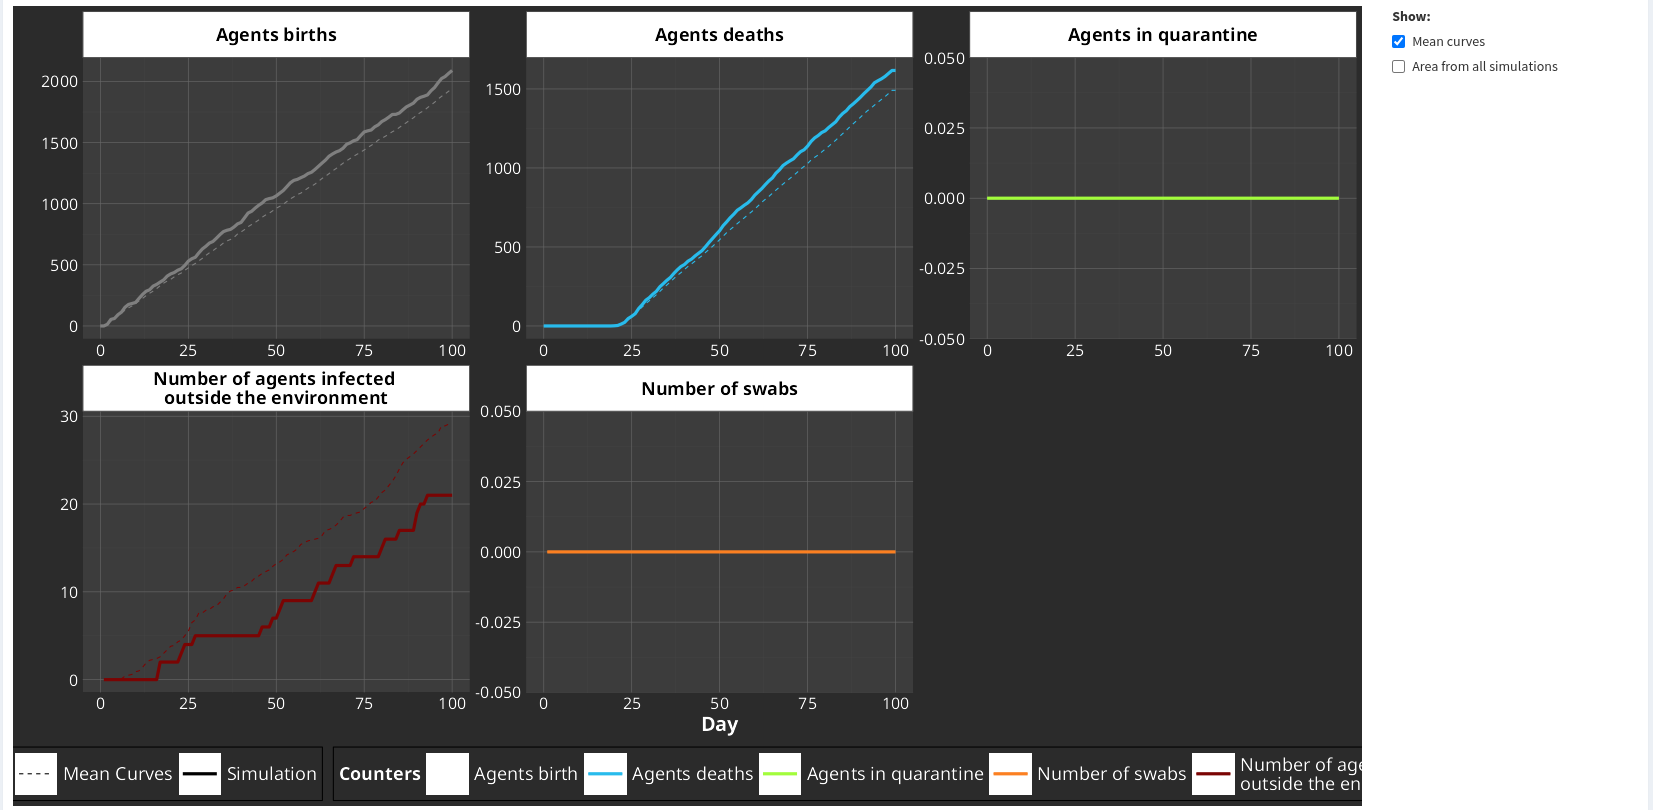 Agents births
Agents deaths
Agents in quarantine
Show:
Mean curves
Area from all simulations
2000
1500
1000
500
0
0 25 50 75 100
1500
1000
500
0
0 25 50 75 100
0.050
0.025
0.000
-0.025
-0.050
0 25 50 75 100
Number of agents infected
outside the environment
Number of swabs
30
20
10
0
0 25 50 75 100
0.050
0.025
0.000
-0.025
-0.050
0 25 50 75 100
Day
Mean Curves Simulation
Counters Agents birth Agents deaths Agents in quarantine Number of swabs Number of age
outside the en